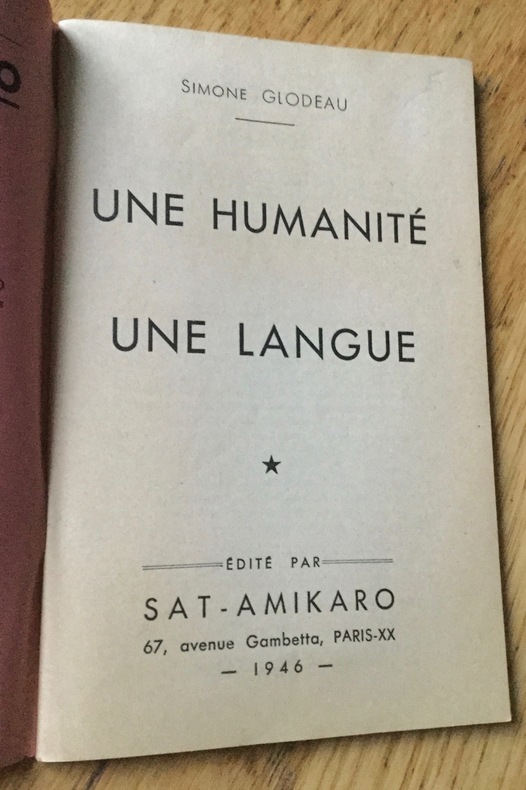 SIMONE GLODEAU
UNE HUMANITÉ
UNE LANGUE
★
ÉDITÉ PAR
SAT-AMIKARO
67, avenue Gambetta, PARIS-XX
— 1946 —